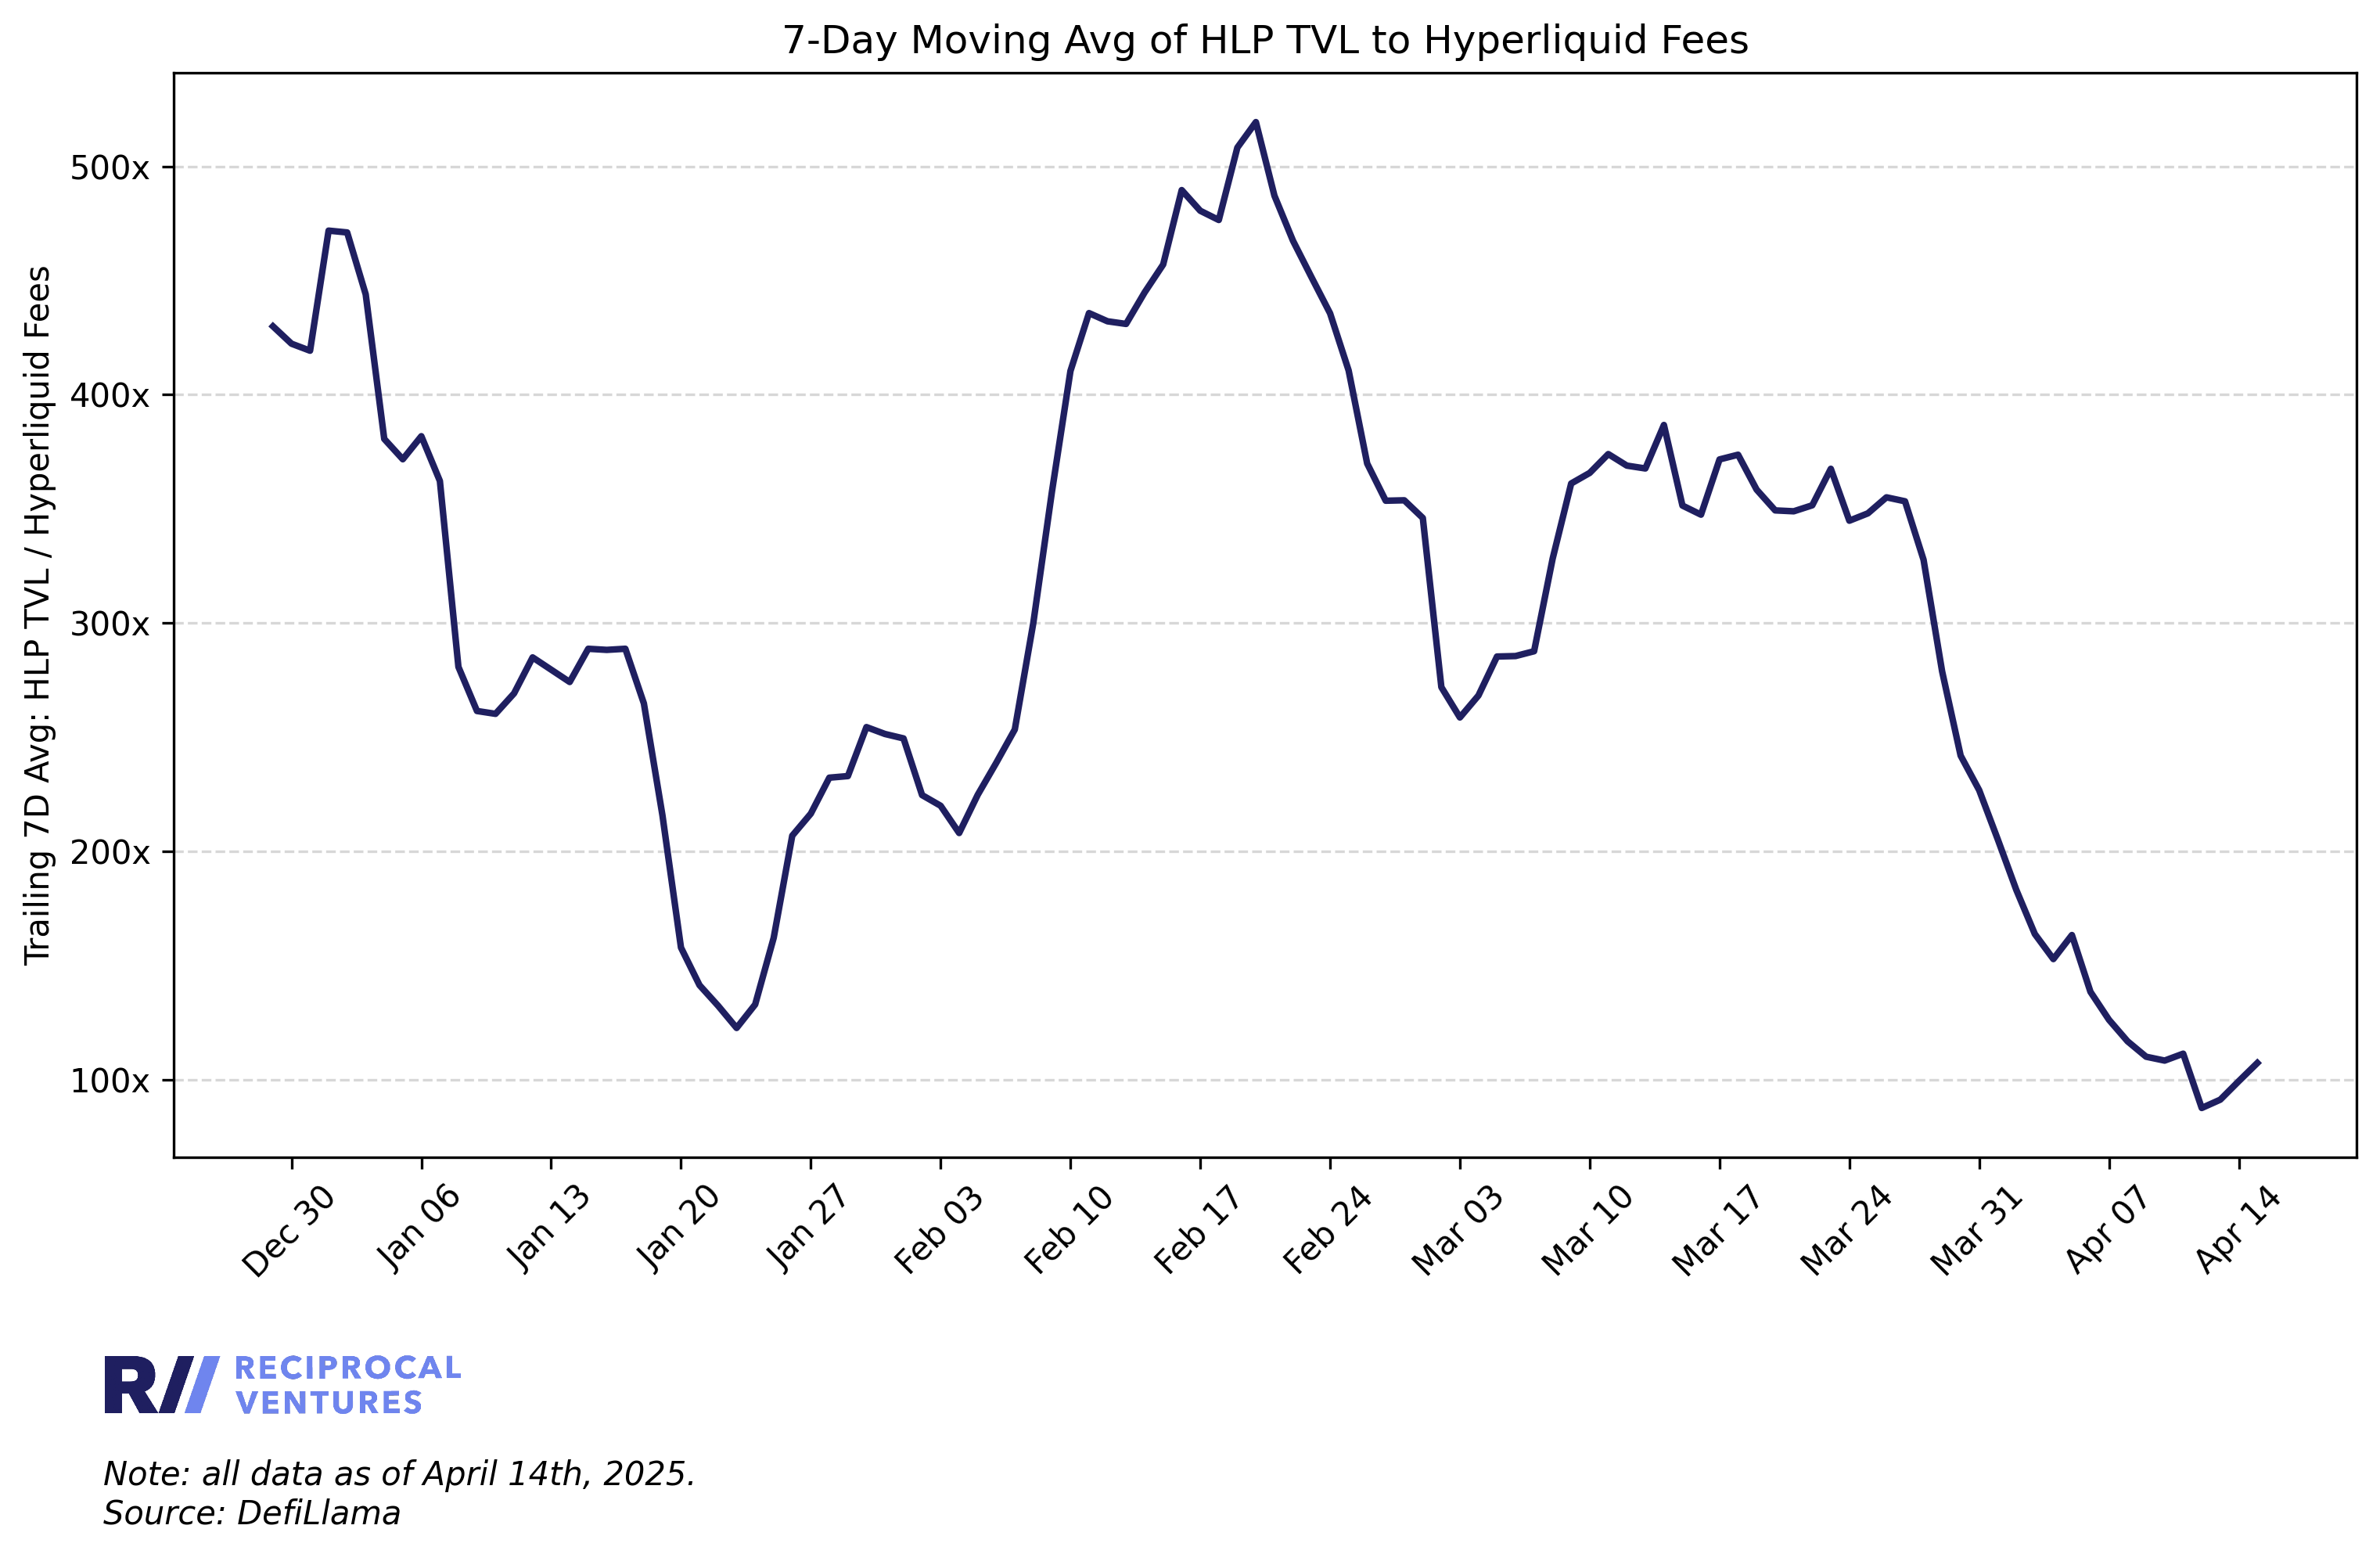 7-Day Moving Avg of HLP TVL to Hyperliquid Fees
Trailing 7D Avg: HLP TVL / Hyperliquid Fees
500x
400x
300x
200x
100x
Dec 30
Jan 06
Jan 13
Jan 20
Jan 27
Feb 03
Feb 10
Feb 17
Feb 24
Mar 03
Mar 10
Mar 17
Mar 24
Mar 31
Apr 07
Apr 14
R
RECIPROCAL
VENTURES
Note: all data as of April 14th, 2025.
Source: DefiLlama